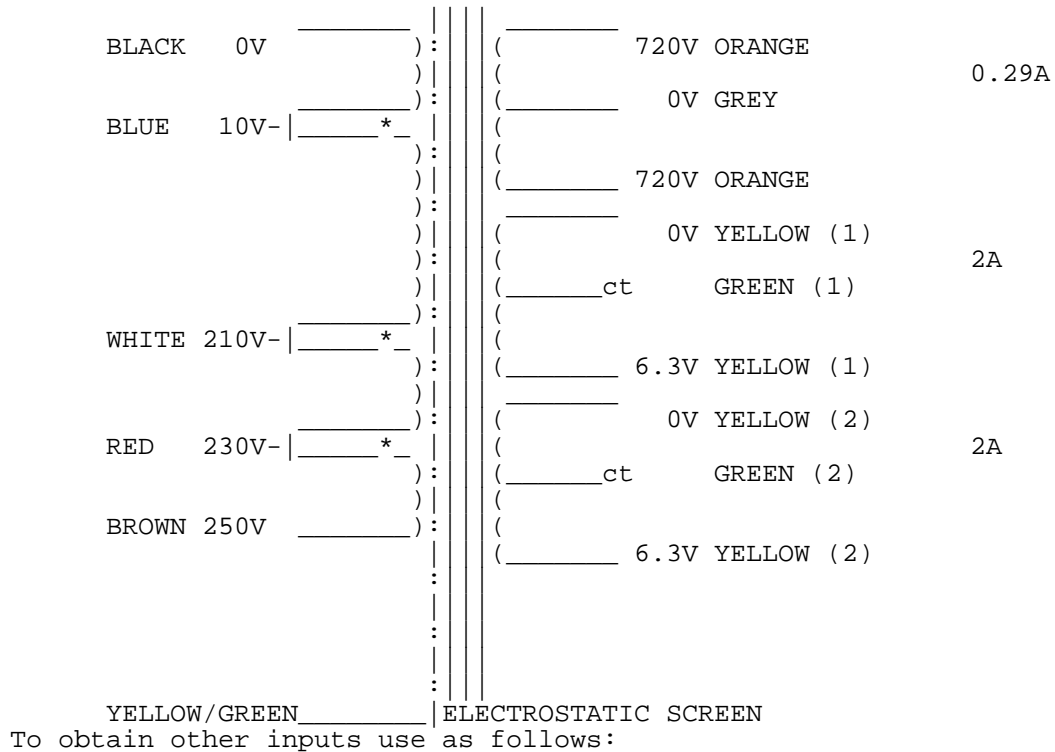 BLACK 0V 720V ORANGE
0.29A
0V GREY
BLUE 10V-|
720V ORANGE
0V YELLOW (1)
2A
ct GREEN (1)
WHITE 210V-|
6.3V YELLOW (1)
0V YELLOW (2)
RED 230V-| 2A
ct GREEN (2)
BROWN 250V
6.3V YELLOW (2)
YELLOW/GREEN ELECTROSTATIC SCREEN
To obtain other inputs use as follows: